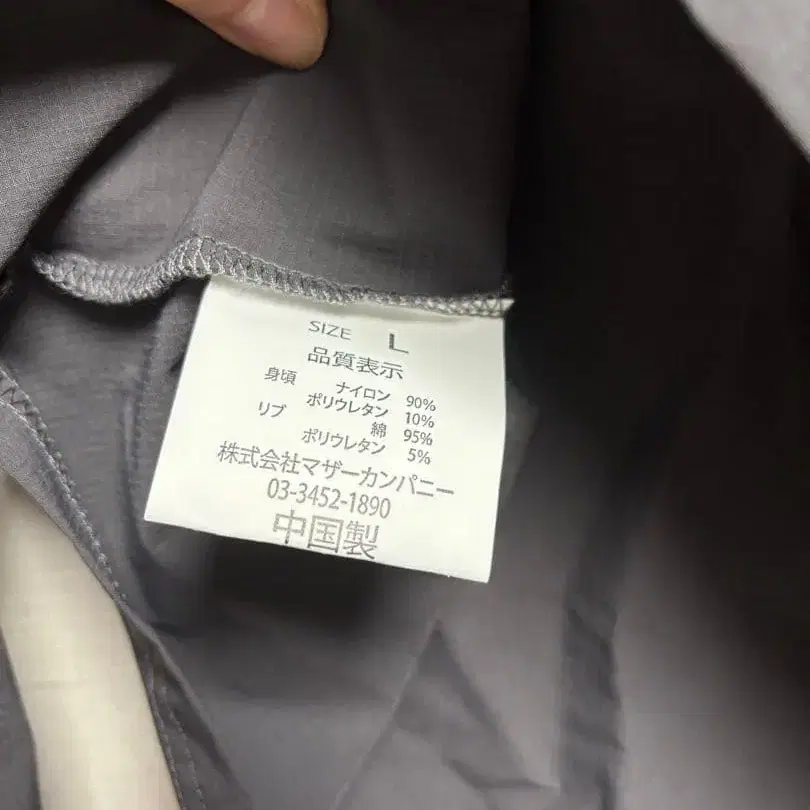 SIZE L
品質表示
身頃 ナイロン 90%
ポリウレタン 10%
リブ 綿 95%
ポリウレタン 5%
株式会社マザーカンパニー
03-3452-1890
中国製